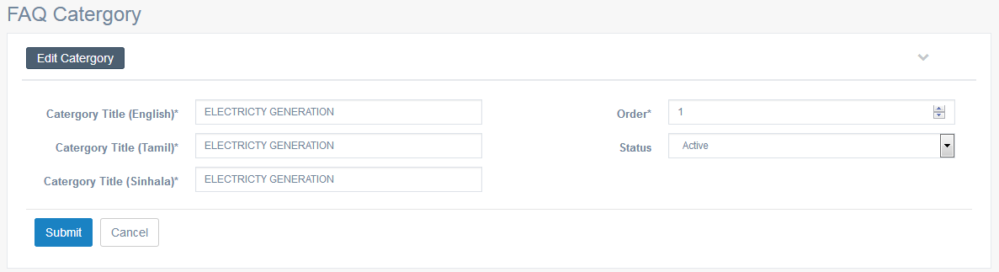 FAQ Catergory
Edit Catergory
Catergory Title (English)* ELECTRICTY GENERATION Order* 1
Catergory Title (Tamil)* ELECTRICTY GENERATION Status Active
Catergory Title (Sinhala)* ELECTRICTY GENERATION
Submit Cancel